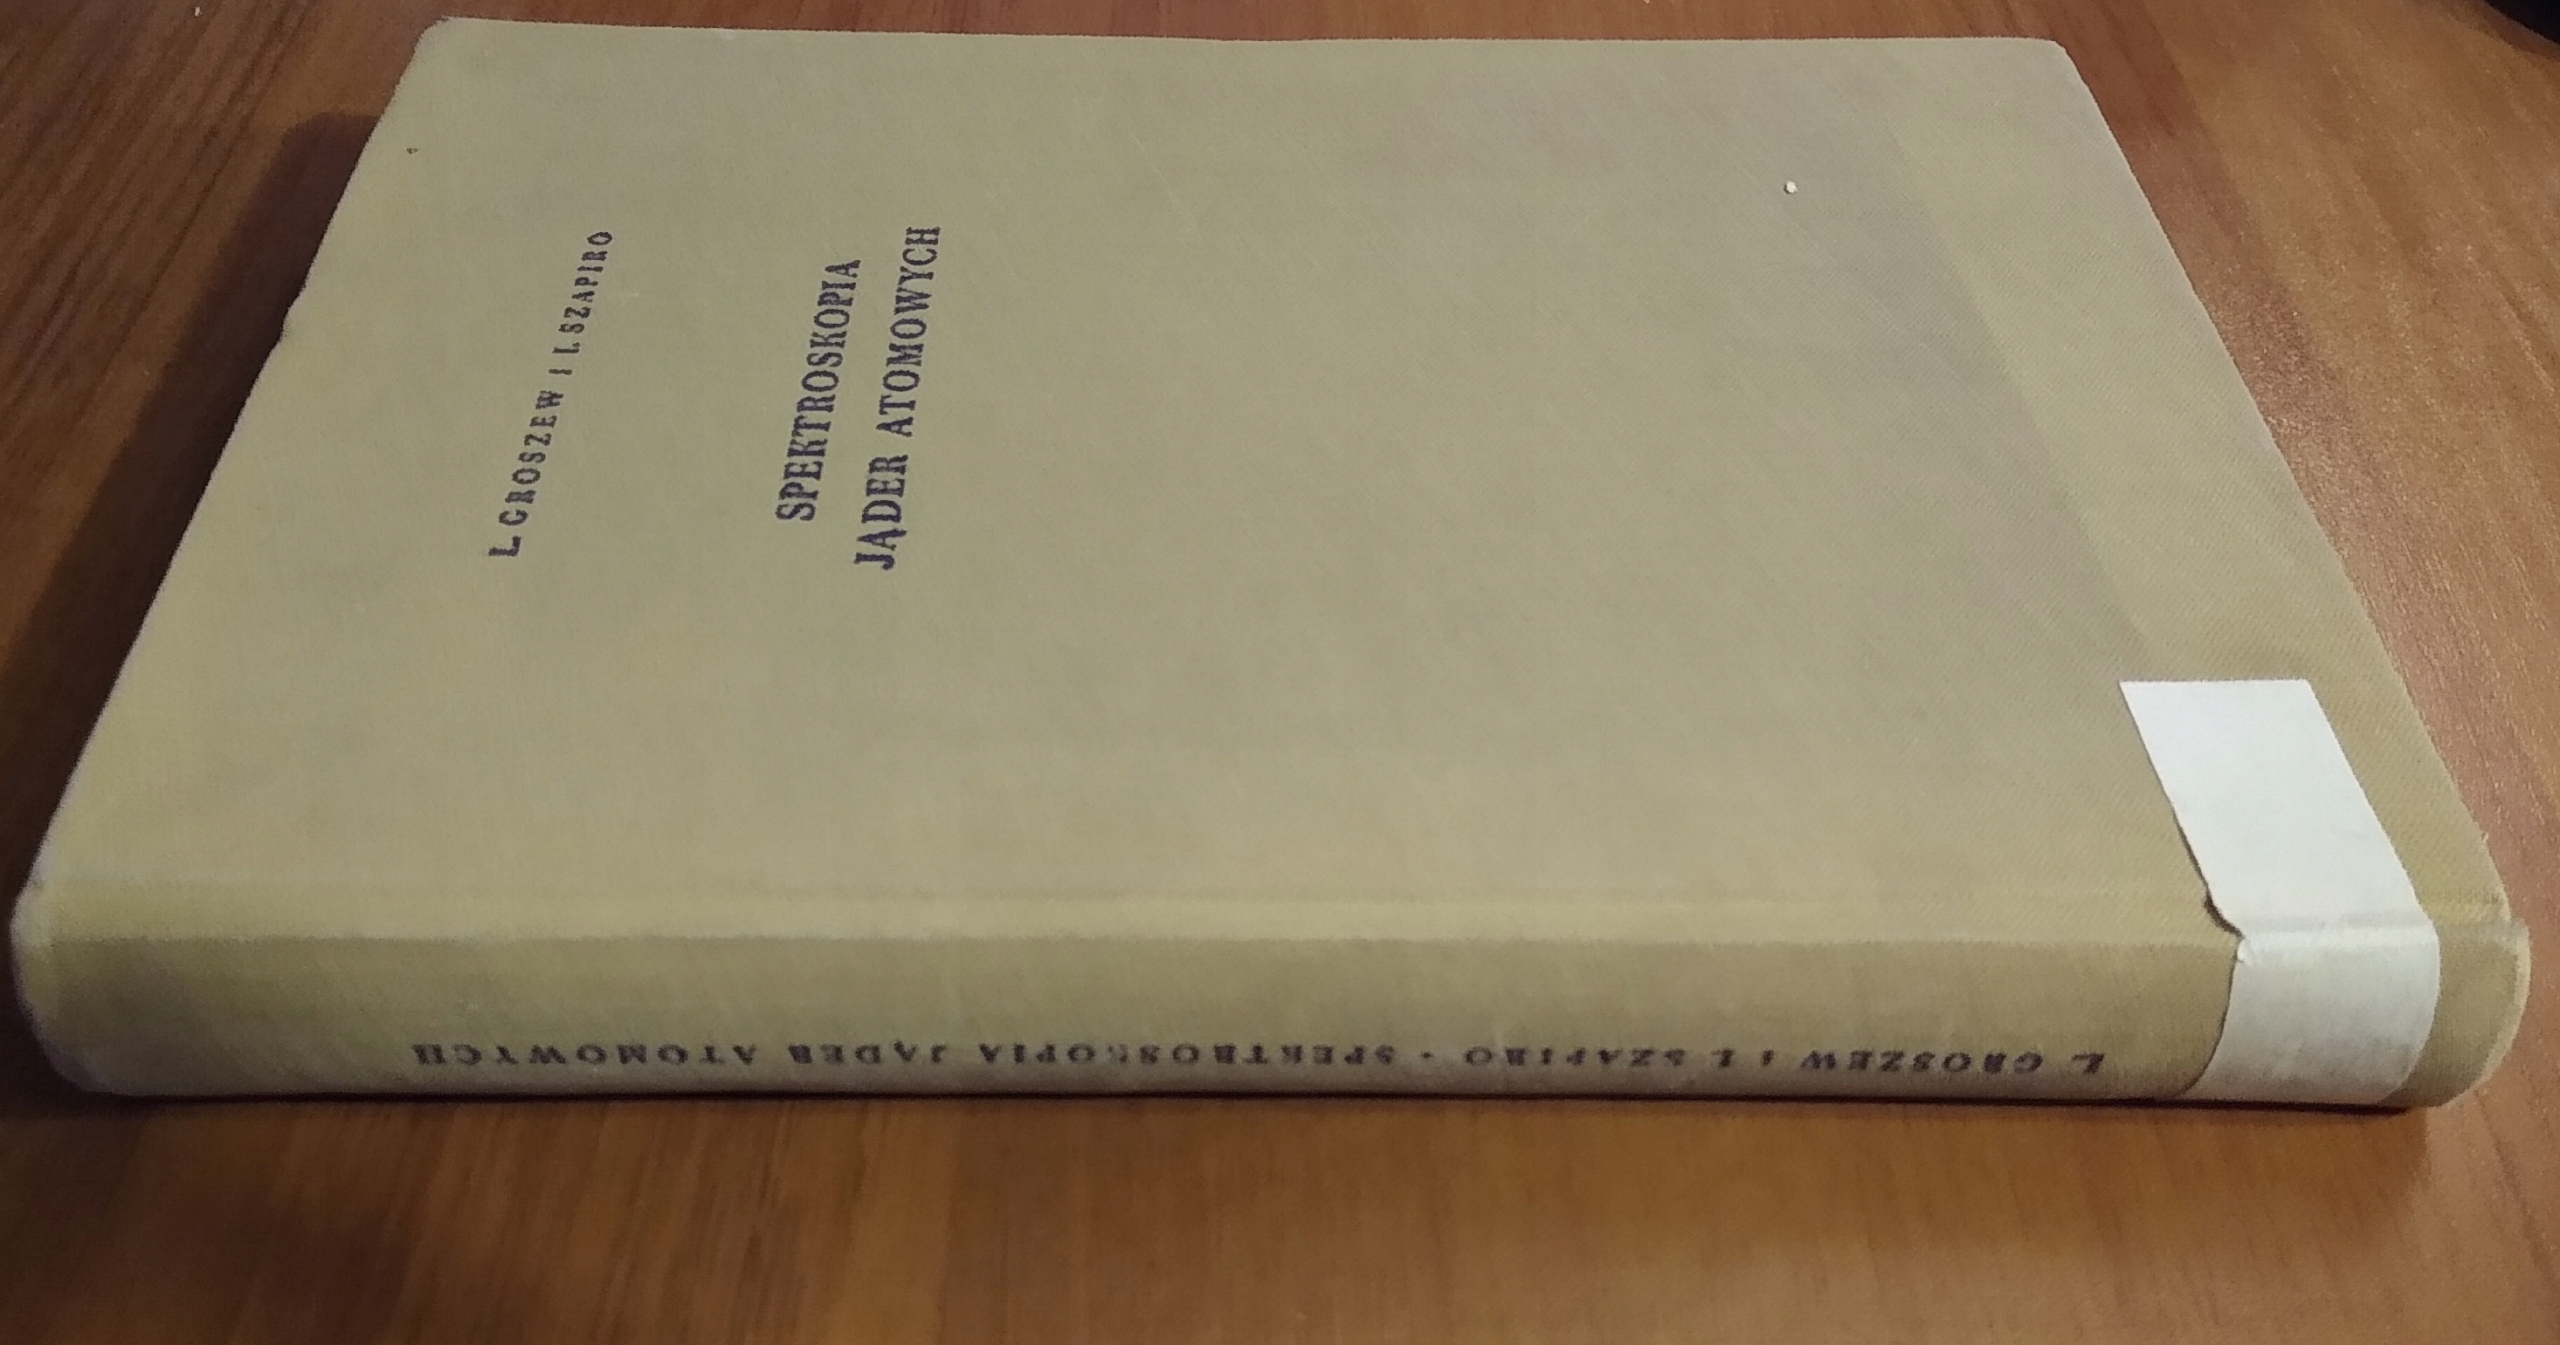 L. GROSZEW I I. SZAPIRO
SPEKTROSKOPIA
JĄDER ATOMOWYCH
L. GROSZEW I I. SZAPIRO • SPEKTROSKOPIA JĄDER ATOMOWYCH